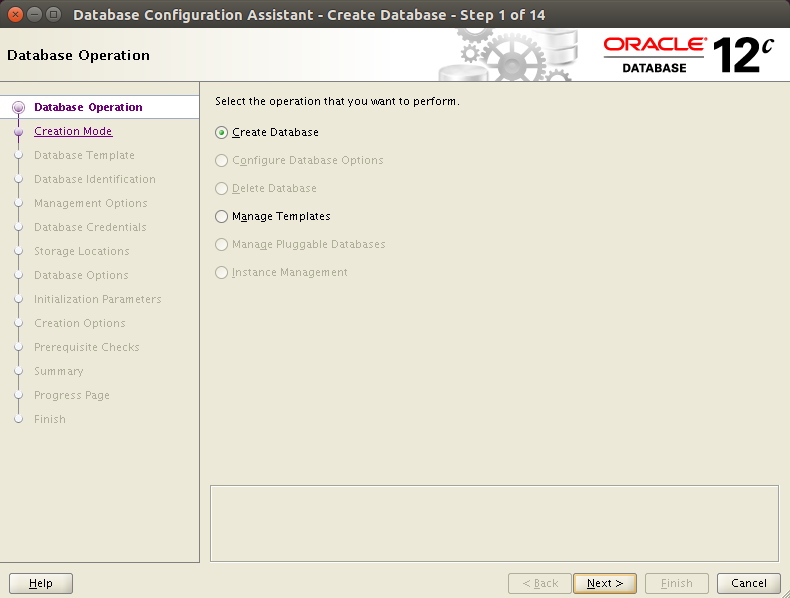 Database Configuration Assistant - Create Database - Step 1 of 14
Database Operation
ORACLE®
DATABASE
12c
Database Operation
Creation Mode
Database Template
Database Identification
Management Options
Database Credentials
Storage Locations
Database Options
Initialization Parameters
Creation Options
Prerequisite Checks
Summary
Progress Page
Finish
Select the operation that you want to perform.
Create Database
Configure Database Options
Delete Database
Manage Templates
Manage Pluggable Databases
Instance Management
Help
< Back
Next >
Finish
Cancel